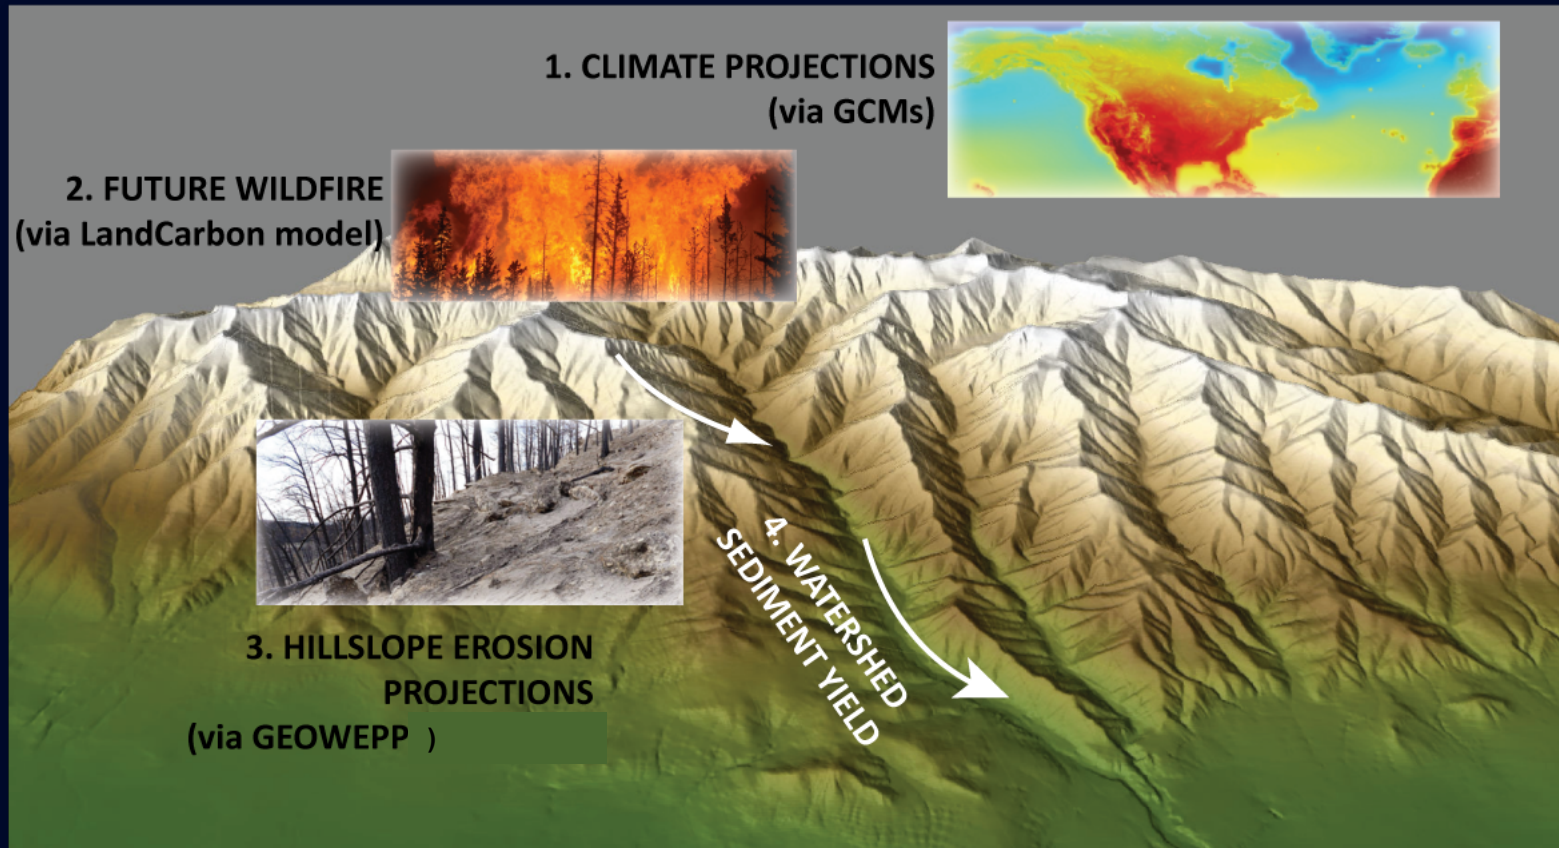 1. CLIMATE PROJECTIONS
(via GCMs)
2. FUTURE WILDFIRE
(via LandCarbon model)
3. HILLSLOPE EROSION
PROJECTIONS
(via GEOWEPP )
4. WATERSHED
SEDIMENT YIELD